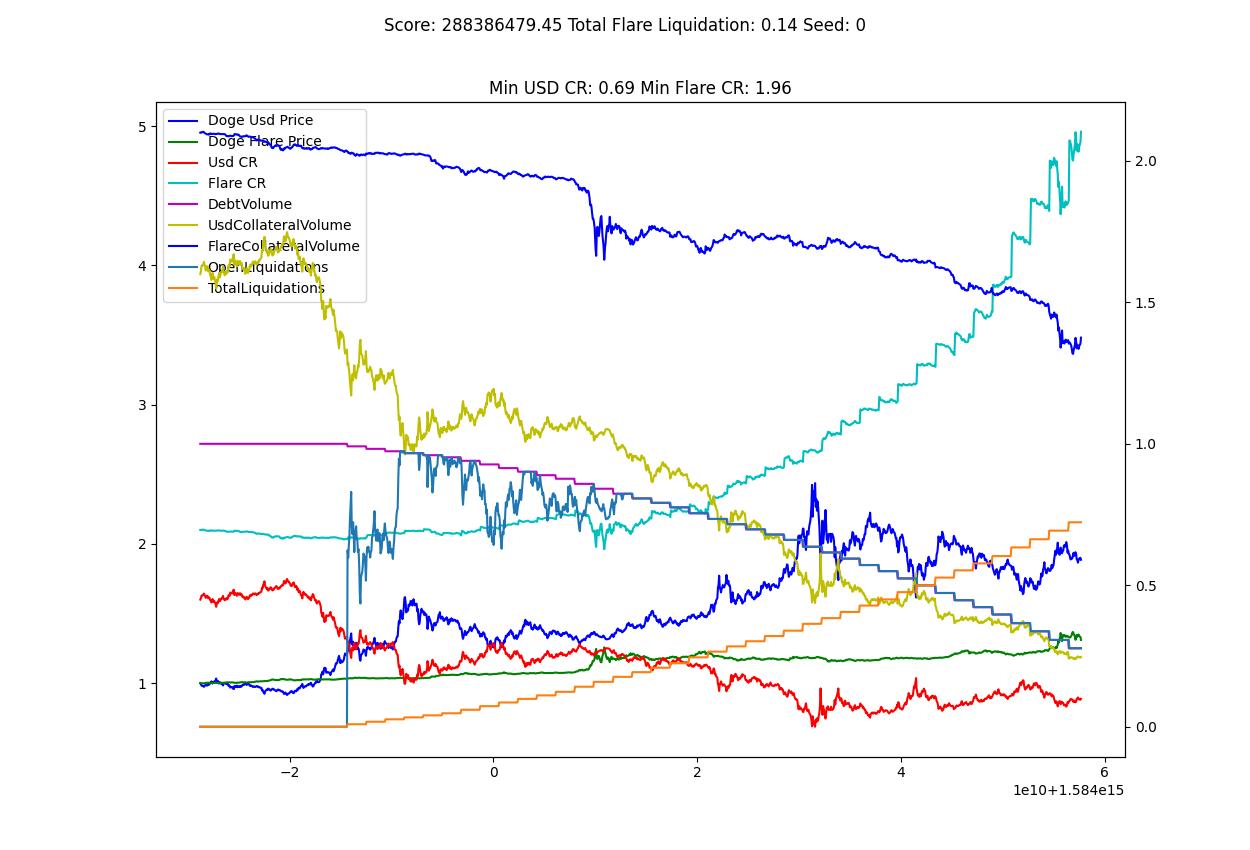 Score: 288386479.45 Total Flare Liquidation: 0.14 Seed: 0
Min USD CR: 0.69 Min Flare CR: 1.96
Doge Usd Price
Doge Flare Price
Usd CR
Flare CR
DebtVolume
UsdCollateralVolume
FlareCollateralVolume
OpenLiquidations
TotalLiquidations
5
4
3
2
1
2.0
1.5
1.0
0.5
0.0
−2 0 2 4 6
1e10+1.584e15